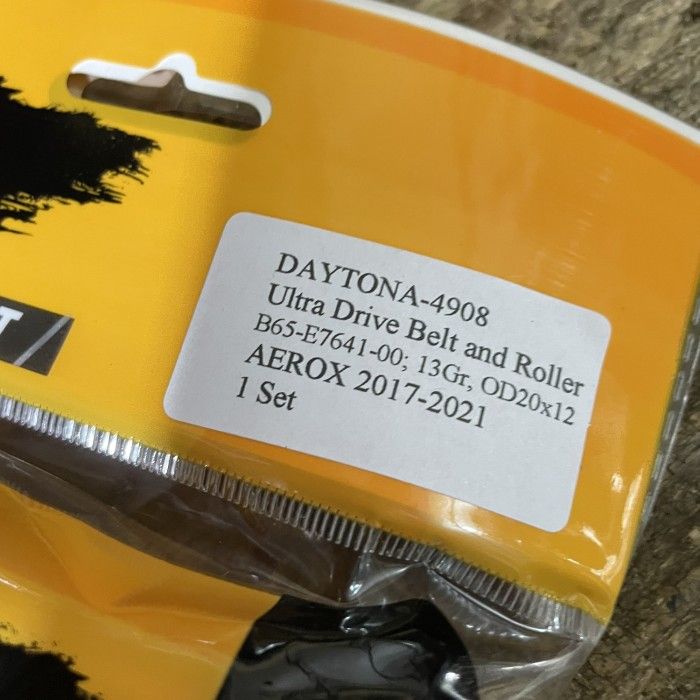 DAYTONA-4908
Ultra Drive Belt and Roller
B65-E7641-00; 13Gr, OD20x12
AEROX 2017-2021
1 Set